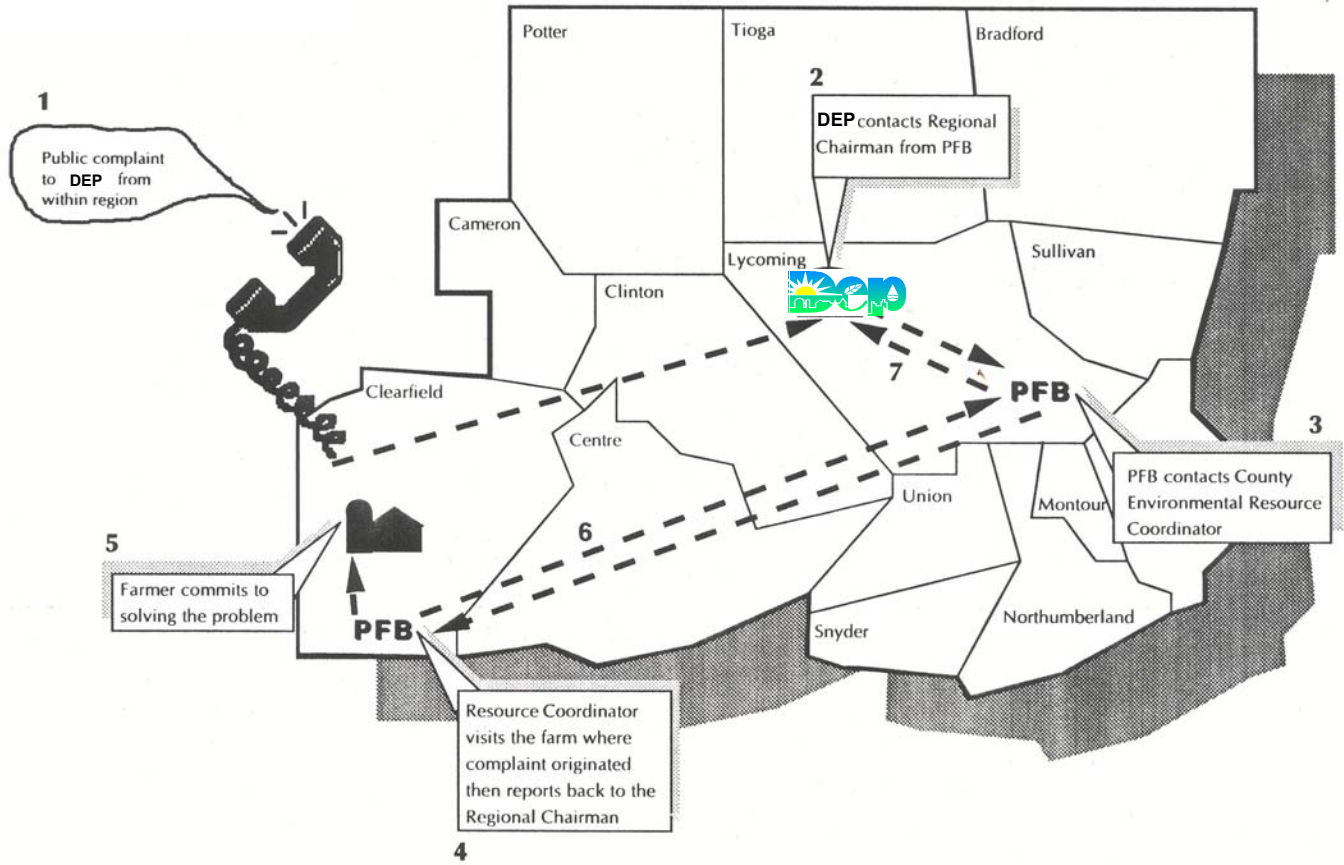 Potter
Tioga
Bradford
2
1
DEP contacts Regional
Chairman from PFB
Public complaint
to DEP from
within region
Cameron
Lycoming
Sullivan
Dep
Clinton
7
Clearfield
PFB
3
Centre
PFB contacts County
Environmental Resource
Coordinator
Union
Montour
6
5
Farmer commits to
solving the problem
PFB
Snyder
Northumberland
Resource Coordinator
visits the farm where
complaint originated
then reports back to the
Regional Chairman
4